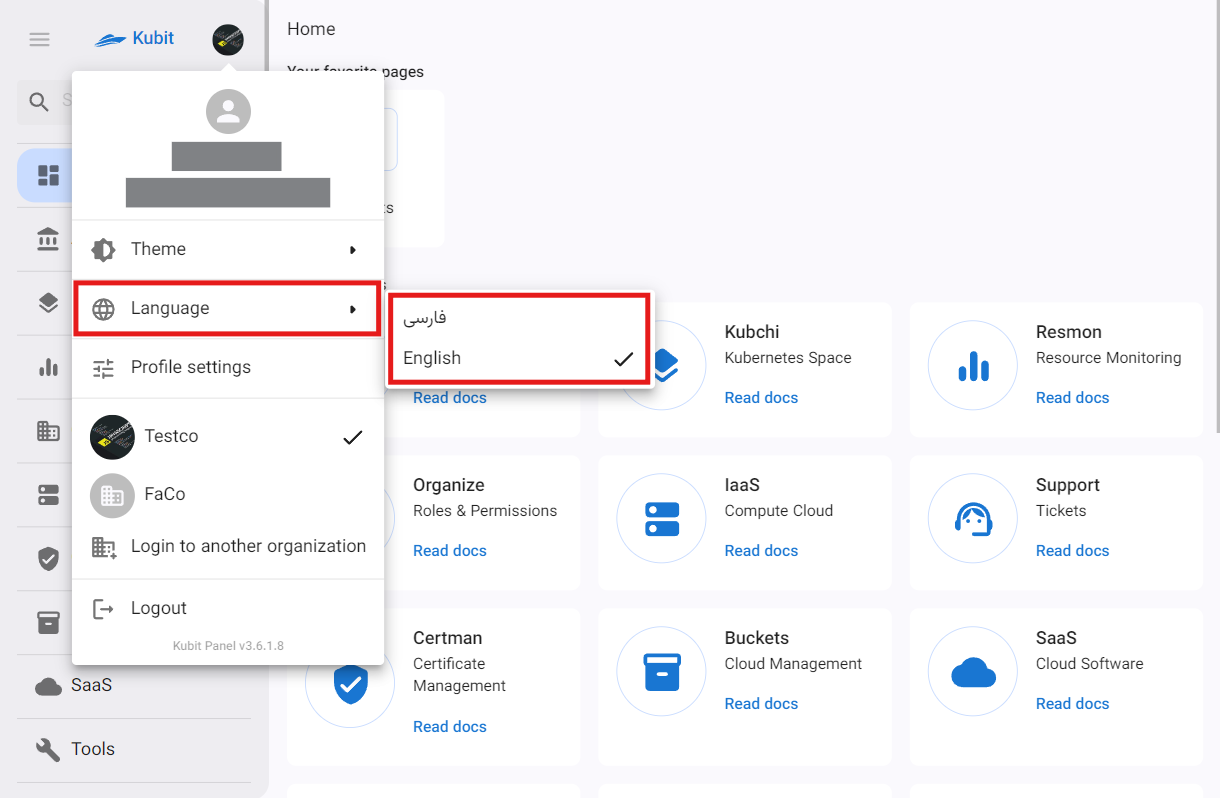 Kubit
Home
Your favorite pages
S
ts
s
Theme
Language
فارسی
English
Profile settings
Testco
FaCo
Login to another organization
Logout
Kubit Panel v3.6.1.8
SaaS
Tools
Read docs
Kubchi
Kubernetes Space
Read docs
Resmon
Resource Monitoring
Read docs
Organize
Roles & Permissions
Read docs
IaaS
Compute Cloud
Read docs
Support
Tickets
Read docs
Certman
Certificate
Management
Read docs
Buckets
Cloud Management
Read docs
SaaS
Cloud Software
Read docs